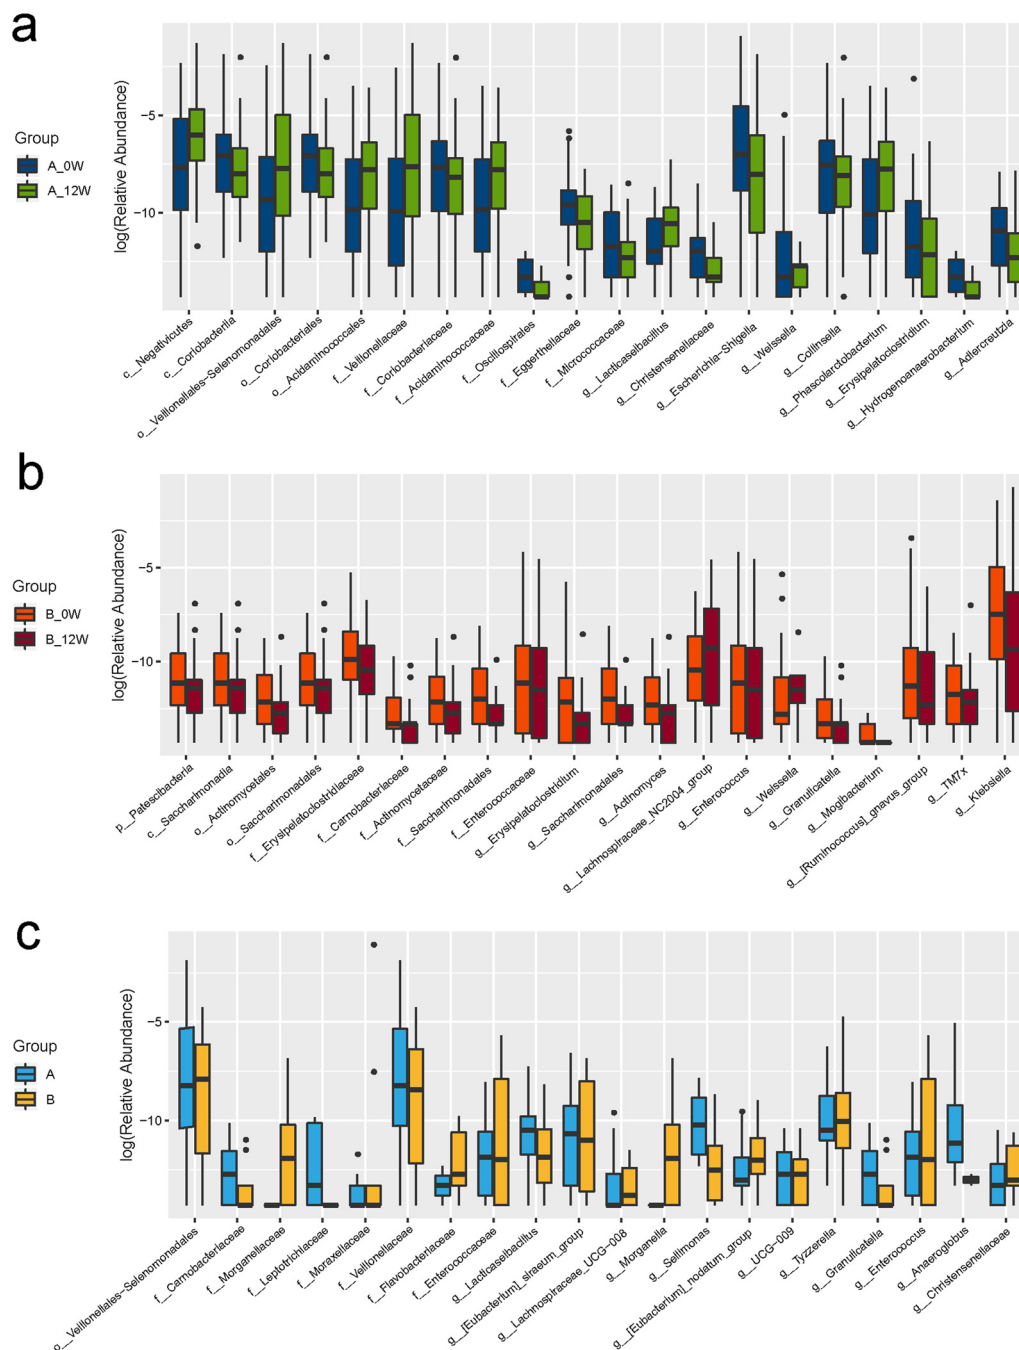 a
log(Relative Abundance)
−5
−10
Group
A_0W
A_12W
c__Negativicutes
c__Coriobacteriia
o__Veillonellales−Selenomonadales
o__Coriobacteriales
o__Acidaminococcales
f__Veillonellaceae
f__Coriobacteriaceae
f__Acidaminococcaceae
f__Oscillospirales
f__Eggerthellaceae
f__Micrococcaceae
g__Lacticaseibacillus
g__Christensenellaceae
g__Escherichia−Shigella
g__Weissella
g__Collinsella
g__Phascolarctobacterium
g__Erysipelatoclostridium
g__Hydrogenoanaerobacterium
g__Adlercreutzia
b
log(Relative Abundance)
−5
−10
Group
B_0W
B_12W
p__Patescibacteria
c__Saccharimonadia
o__Actinomycetales
o__Saccharimonadales
f__Erysipelatoclostridiaceae
f__Carnobacteriaceae
f__Actinomycetaceae
f__Saccharimonadales
f__Enterococcaceae
g__Erysipelatoclostridium
g__Saccharimonadales
g__Actinomyces
g__Lachnospiraceae_NC2004_group
g__Enterococcus
g__Weissella
g__Granulicatella
g__Mogibacterium
g__[Ruminococcus]_gnavus_group
g__TM7x
g__Klebsiella
c
log(Relative Abundance)
−5
−10
Group
A
B
o__Veillonellales−Selenomonadales
f__Carnobacteriaceae
f__Morganellaceae
f__Leptotrichiaceae
f__Moraxellaceae
f__Veillonellaceae
f__Flavobacteriaceae
f__Enterococcaceae
g__Lacticaseibacillus
g__[Eubacterium]_siraeum_group
g__Lachnospiraceae_UCG−008
g__Morganella
g__Sellimonas
g__[Eubacterium]_nodatum_group
g__UCG−009
g__Tyzzerella
g__Granulicatella
g__Enterococcus
g__Anaeroglobus
g__Christensenellaceae